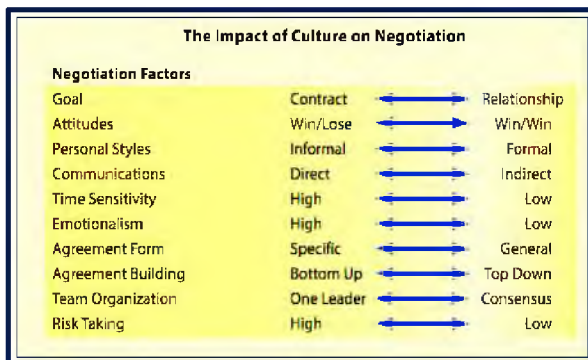 The Impact of Culture on Negotiation
Negotiation Factors
Goal Contract Relationship
Attitudes Win/Lose Win/Win
Personal Styles Informal Formal
Communications Direct Indirect
Time Sensitivity High Low
Emotionalism High Low
Agreement Form Specific General
Agreement Building Bottom Up Top Down
Team Organization One Leader Consensus
Risk Taking High Low